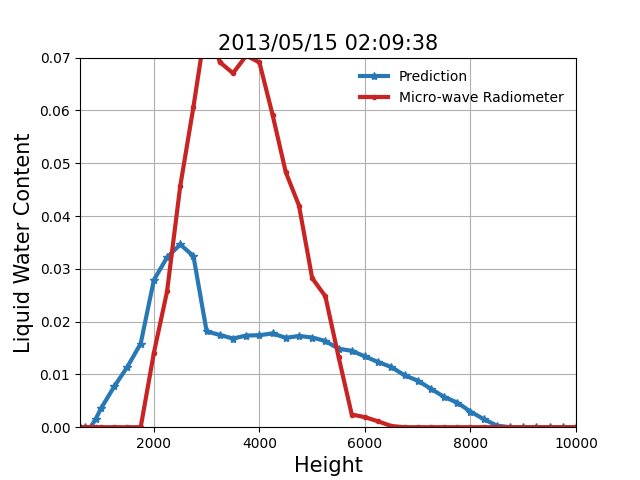 2013/05/15 02:09:38
Prediction
Micro-wave Radiometer
Liquid Water Content
0.07
0.06
0.05
0.04
0.03
0.02
0.01
0.00
2000 4000 6000 8000 10000
Height